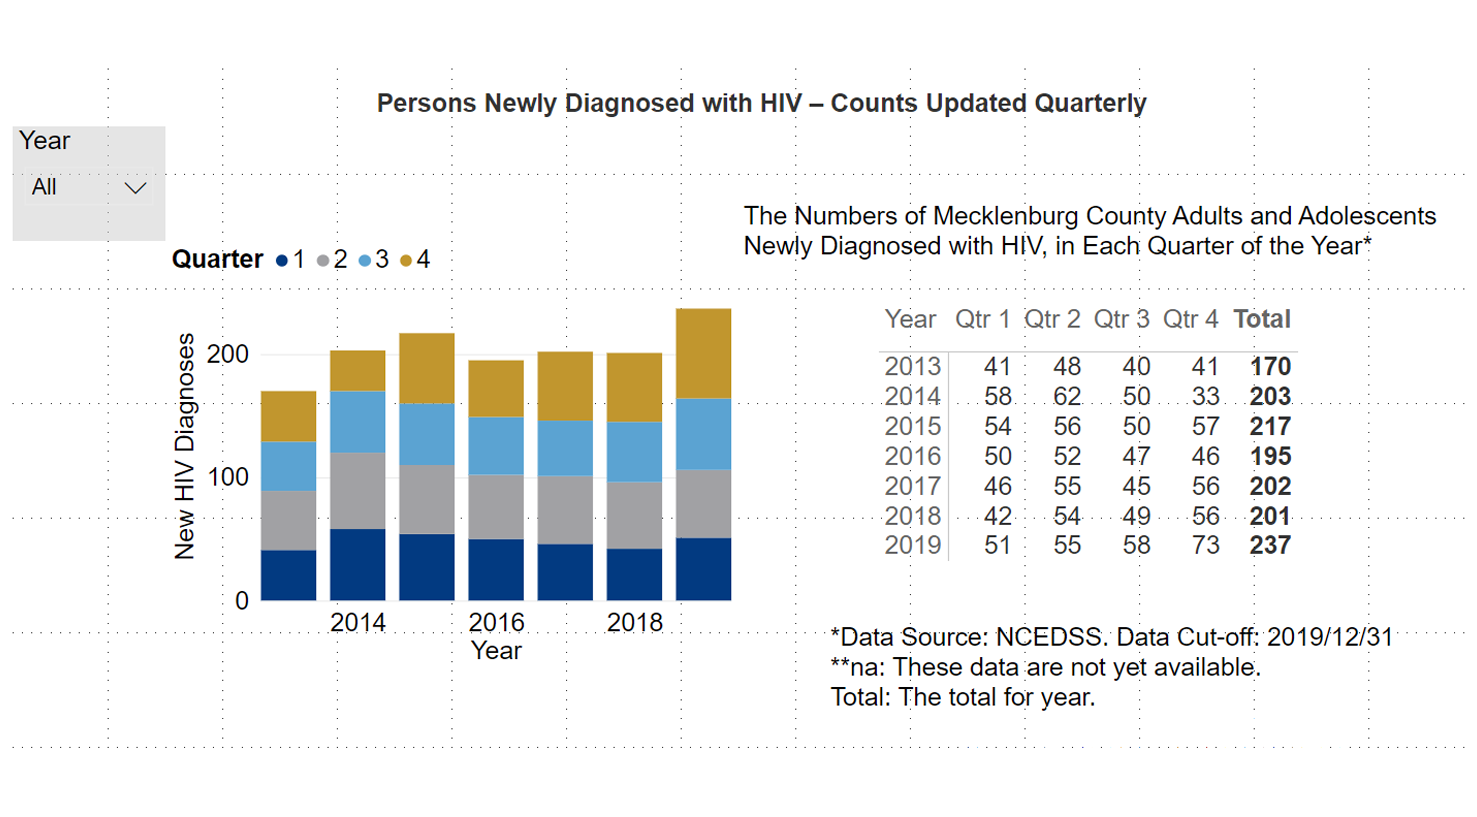 Persons Newly Diagnosed with HIV – Counts Updated Quarterly
Year
All
The Numbers of Mecklenburg County Adults and Adolescents
Newly Diagnosed with HIV, in Each Quarter of the Year*
Quarter 1 2 3 4
New HIV Diagnoses
200
100
0
2014 2016 2018
Year
Year Qtr 1 Qtr 2 Qtr 3 Qtr 4 Total
2013 41 48 40 41 170
2014 58 62 50 33 203
2015 54 56 50 57 217
2016 50 52 47 46 195
2017 46 55 45 56 202
2018 42 54 49 56 201
2019 51 55 58 73 237
*Data Source: NCEDSS. Data Cut-off: 2019/12/31
**na: These data are not yet available.
Total: The total for year.